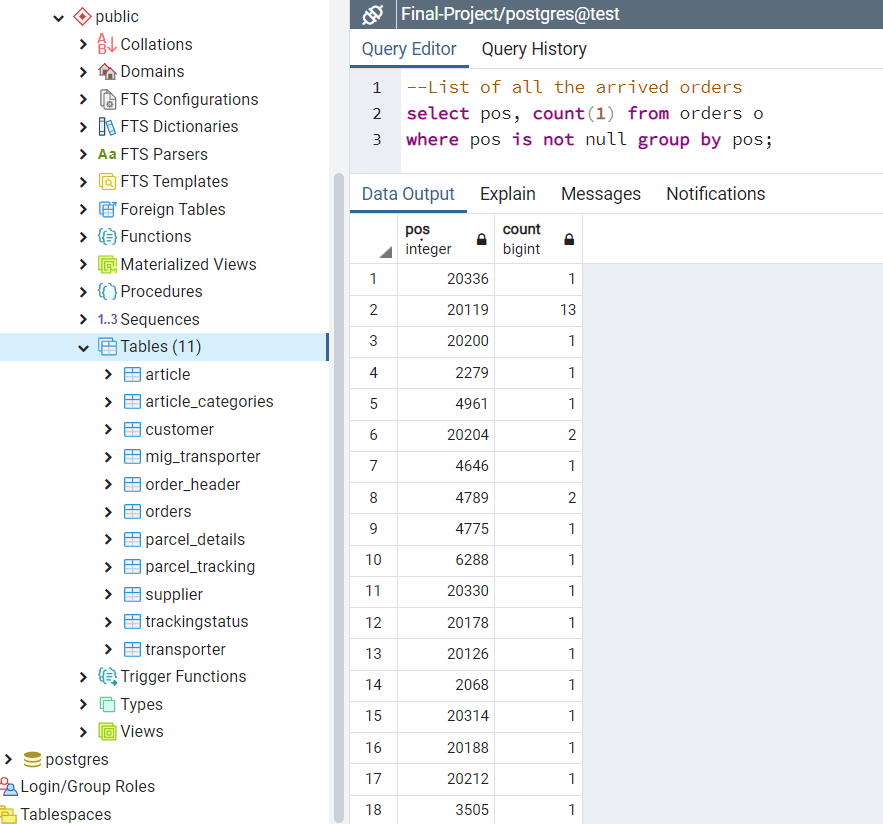 public
Collations
Domains
FTS Configurations
FTS Dictionaries
Aa FTS Parsers
FTS Templates
Foreign Tables
Functions
Materialized Views
Procedures
1..3 Sequences
Tables (11)
article
article_categories
customer
mig_transporter
order_header
orders
parcel_details
parcel_tracking
supplier
trackingstatus
transporter
Trigger Functions
Types
Views
postgres
Login/Group Roles
Tablespaces
Final-Project/postgres@test
Query Editor Query History
1 --List of all the arrived orders
2 select pos, count(1) from orders o
3 where pos is not null group by pos;
Data Output Explain Messages Notifications
pos count
integer bigint
1 20336 1
2 20119 13
3 20200 1
4 2279 1
5 4961 1
6 20204 2
7 4646 1
8 4789 2
9 4775 1
10 6288 1
11 20330 1
12 20178 1
13 20126 1
14 2068 1
15 20314 1
16 20188 1
17 20212 1
18 3505 1